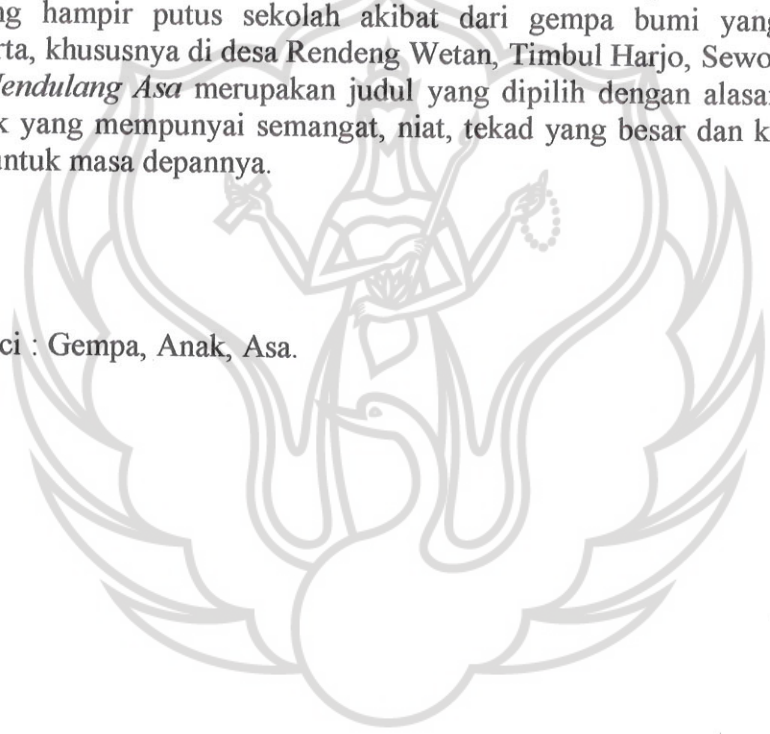 ng hampir putus sekolah akibat dari gempa bumi yang
rta, khususnya di desa Rendeng Wetan, Timbul Harjo, Sewo
Mendulang Asa merupakan judul yang dipilih dengan alasa
k yang mempunyai semangat, niat, tekad yang besar dan k
untuk masa depannya.
ci : Gempa, Anak, Asa.